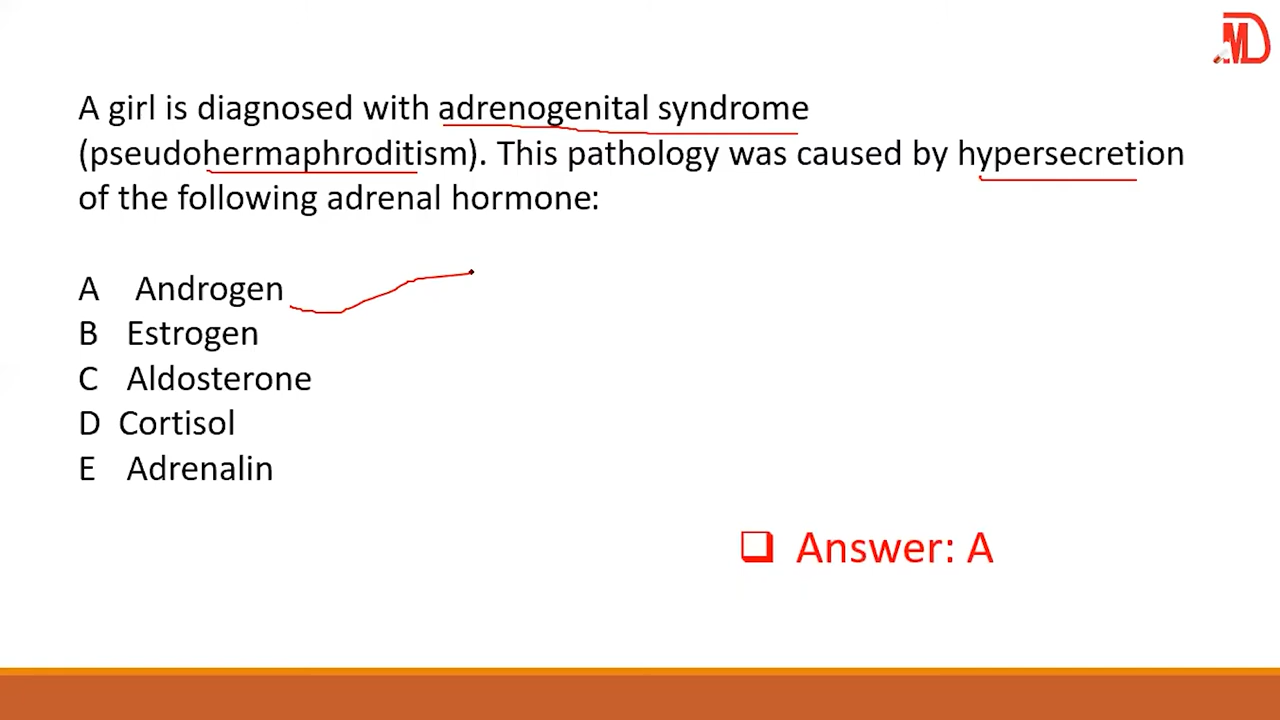 MD
A girl is diagnosed with adrenogenital syndrome
(pseudohermaphroditism). This pathology was caused by hypersecretion
of the following adrenal hormone:
A Androgen
B Estrogen
C Aldosterone
D Cortisol
E Adrenalin
Answer: A